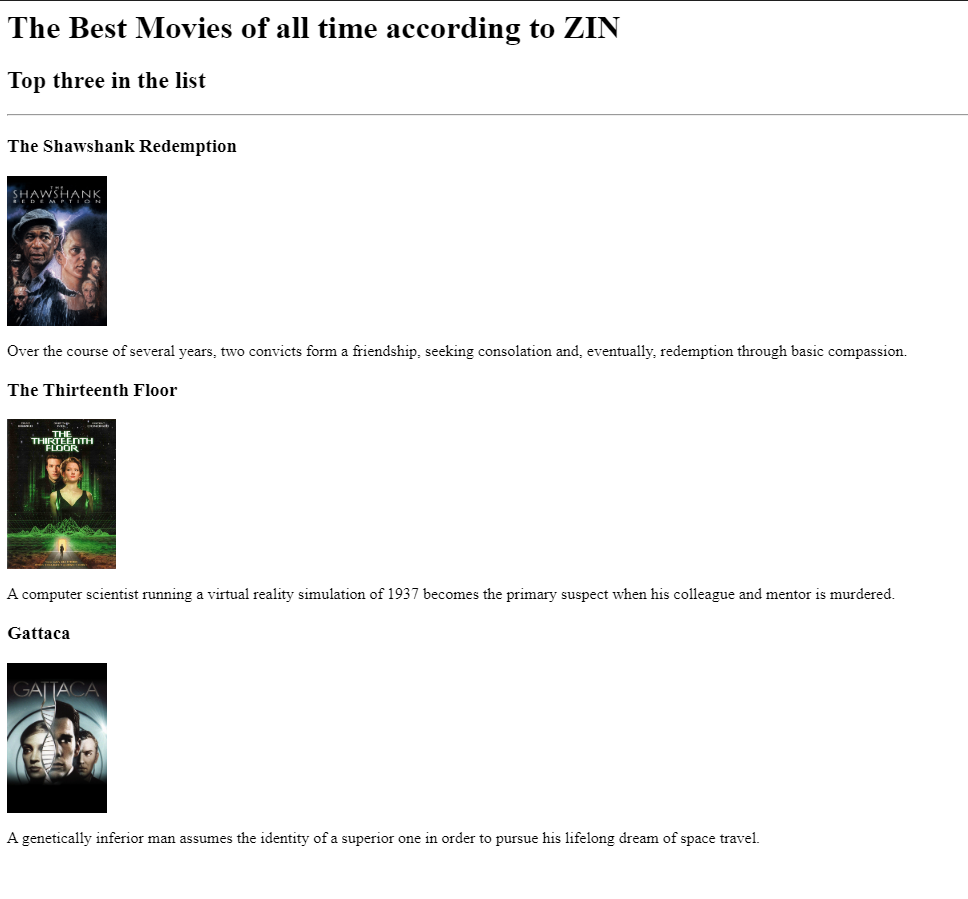 The Best Movies of all time according to ZIN
Top three in the list
The Shawshank Redemption
THE
SHAWSHANK
REDEMPTION
Over the course of several years, two convicts form a friendship, seeking consolation and, eventually, redemption through basic compassion.
The Thirteenth Floor
THE
THIRTEENTH
FLOOR
A computer scientist running a virtual reality simulation of 1937 becomes the primary suspect when his colleague and mentor is murdered.
Gattaca
GATTACA
A genetically inferior man assumes the identity of a superior one in order to pursue his lifelong dream of space travel.